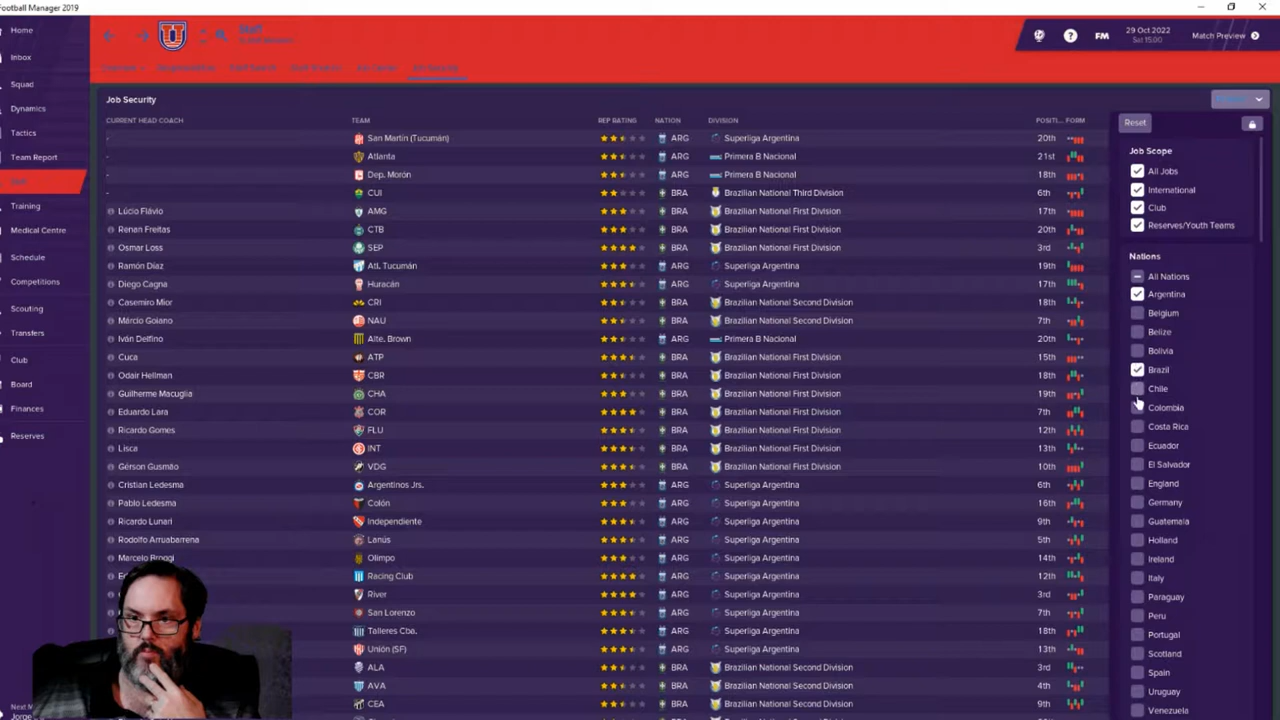 Football Manager 2019
29 Oct 2022
Sat 15:00
Match Preview
FM
Home
Inbox
Squad
Dynamics
Tactics
Team Report
Training
Medical Centre
Schedule
Competitions
Scouting
Transfers
Club
Board
Finances
Reserves
Job Security
Reset
CURRENT HEAD COACH TEAM REP RATING NATION DIVISION POSITI... FORM
- San Martín (Tucumán) ARG Superliga Argentina 20th
- Atlanta ARG Primera B Nacional 21st
- Dep. Morón ARG Primera B Nacional 18th
- CUI BRA Brazilian National Third Division 6th
Lúcio Flávio AMG BRA Brazilian National First Division 17th
Renan Freitas CTB BRA Brazilian National First Division 20th
Osmar Loss SEP BRA Brazilian National First Division 3rd
Ramón Díaz Atl. Tucumán ARG Superliga Argentina 19th
Diego Cagna Huracán ARG Superliga Argentina 17th
Casemiro Mior CRI BRA Brazilian National Second Division 18th
Márcio Goiano NAU BRA Brazilian National Second Division 7th
Iván Delfino Alte. Brown ARG Primera B Nacional 20th
Cuca ATP BRA Brazilian National First Division 15th
Odair Hellman CBR BRA Brazilian National First Division 18th
Guilherme Macuglia CHA BRA Brazilian National First Division 19th
Eduardo Lara COR BRA Brazilian National First Division 7th
Ricardo Gomes FLU BRA Brazilian National First Division 12th
Lisca INT BRA Brazilian National First Division 13th
Gérson Gusmão VDG BRA Brazilian National First Division 10th
Cristian Ledesma Argentinos Jrs. ARG Superliga Argentina 6th
Pablo Ledesma Colón ARG Superliga Argentina 16th
Ricardo Lunari Independiente ARG Superliga Argentina 9th
Rodolfo Arruabarrena Lanús ARG Superliga Argentina 5th
Marcelo Broggi Olimpo ARG Superliga Argentina 14th
Racing Club ARG Superliga Argentina 12th
River ARG Superliga Argentina 3rd
San Lorenzo ARG Superliga Argentina 7th
Talleres Cba. ARG Superliga Argentina 18th
Unión (SF) ARG Superliga Argentina 13th
ALA BRA Brazilian National Second Division 3rd
AVA BRA Brazilian National Second Division 4th
CEA BRA Brazilian National Second Division 9th
Job Scope
All Jobs
International
Club
Reserves/Youth Teams
Nations
All Nations
Argentina
Belgium
Belize
Bolivia
Brazil
Chile
Colombia
Costa Rica
Ecuador
El Salvador
England
Germany
Guatemala
Holland
Ireland
Italy
Paraguay
Peru
Portugal
Scotland
Spain
Uruguay
Venezuela
Next M
Jorge